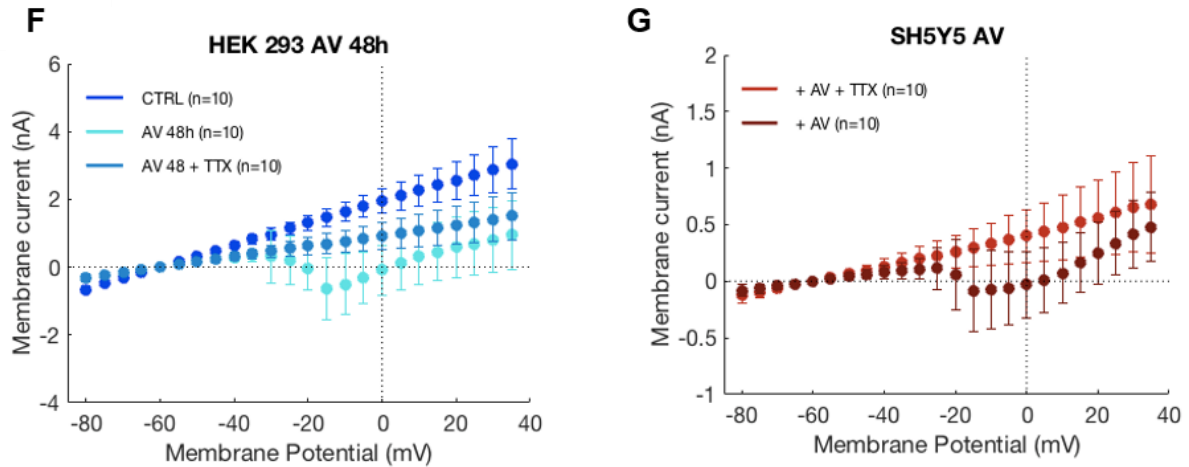 F
HEK 293 AV 48h
6
4
2
0
-2
-4
CTRL (n=10)
AV 48h (n=10)
AV 48 + TTX (n=10)
-80 -60 -40 -20 0 20 40
Membrane Potential (mV)
Membrane current (nA)
G
SH5Y5 AV
2
1.5
1
0.5
0
-0.5
-1
+ AV + TTX (n=10)
+ AV (n=10)
-80 -60 -40 -20 0 20 40
Membrane Potential (mV)
Membrane current (nA)